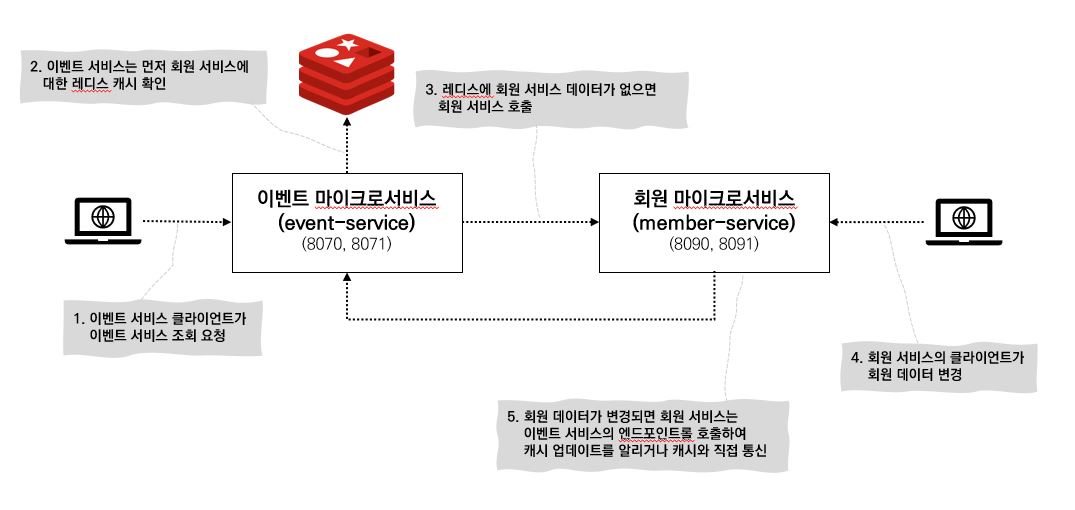 2. 이벤트 서비스는 먼저 회원 서비스에
대한 레디스 캐시 확인
3. 레디스에 회원 서비스 데이터가 없으면
회원 서비스 호출
이벤트 마이크로서비스
(event-service)
(8070, 8071)
회원 마이크로서비스
(member-service)
(8090, 8091)
1. 이벤트 서비스 클라이언트가
이벤트 서비스 조회 요청
4. 회원 서비스의 클라이언트가
회원 데이터 변경
5. 회원 데이터가 변경되면 회원 서비스는
이벤트 서비스의 엔드포인트롤 호출하여
캐시 업데이트를 알리거나 캐시와 직접 통신